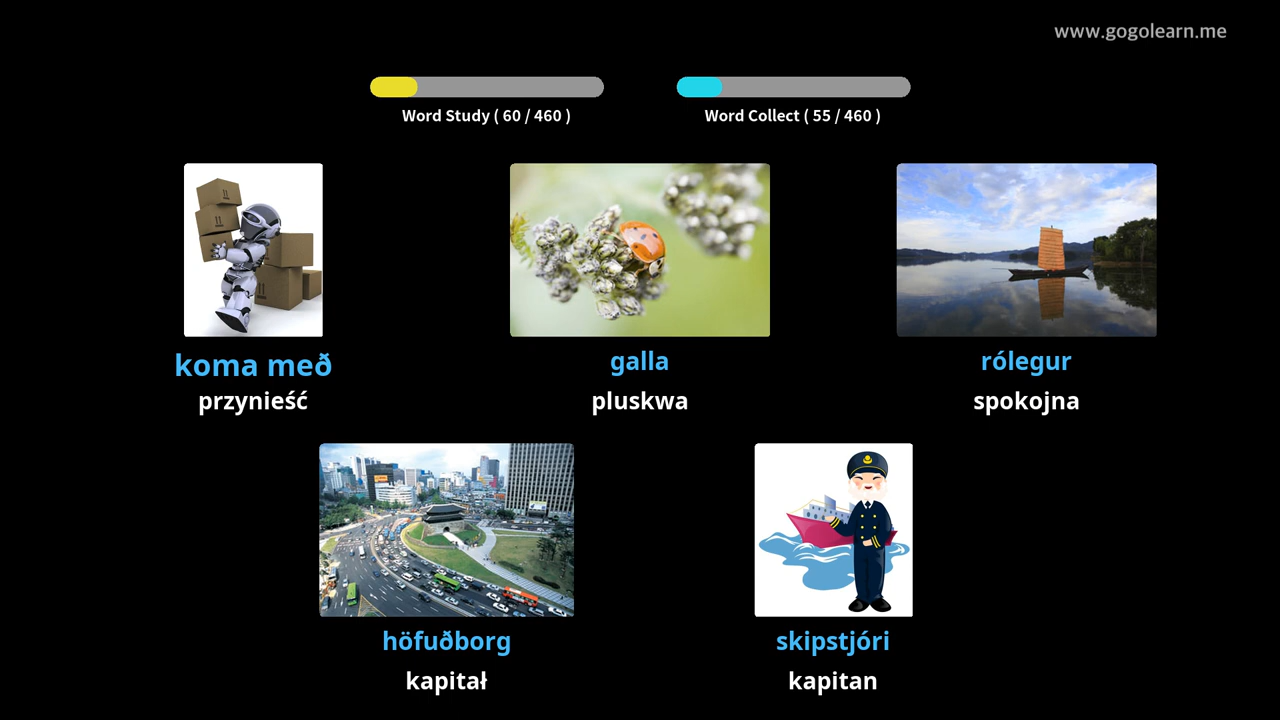 www.gogolearn.me
Word Study ( 60 / 460 )
Word Collect ( 55 / 460 )
koma með
przynieść
galla
pluskwa
rólegur
spokojna
höfuðborg
kapitał
skipstjóri
kapitan